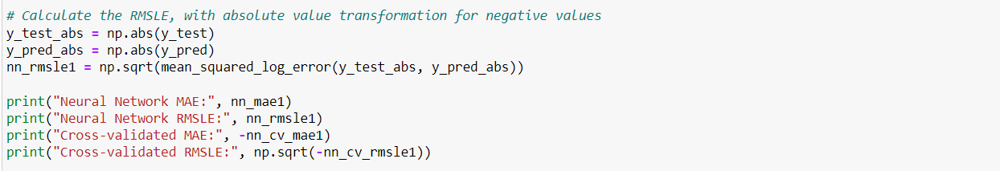 # Calculate the RMSLE, with absolute value transformation for negative values
y_test_abs = np.abs(y_test)
y_pred_abs = np.abs(y_pred)
nn_rmsle1 = np.sqrt(mean_squared_log_error(y_test_abs, y_pred_abs))
print("Neural Network MAE:", nn_mae1)
print("Neural Network RMSLE:", nn_rmsle1)
print("Cross-validated MAE:", -nn_cv_mae1)
print("Cross-validated RMSLE:", np.sqrt(-nn_cv_rmsle1))